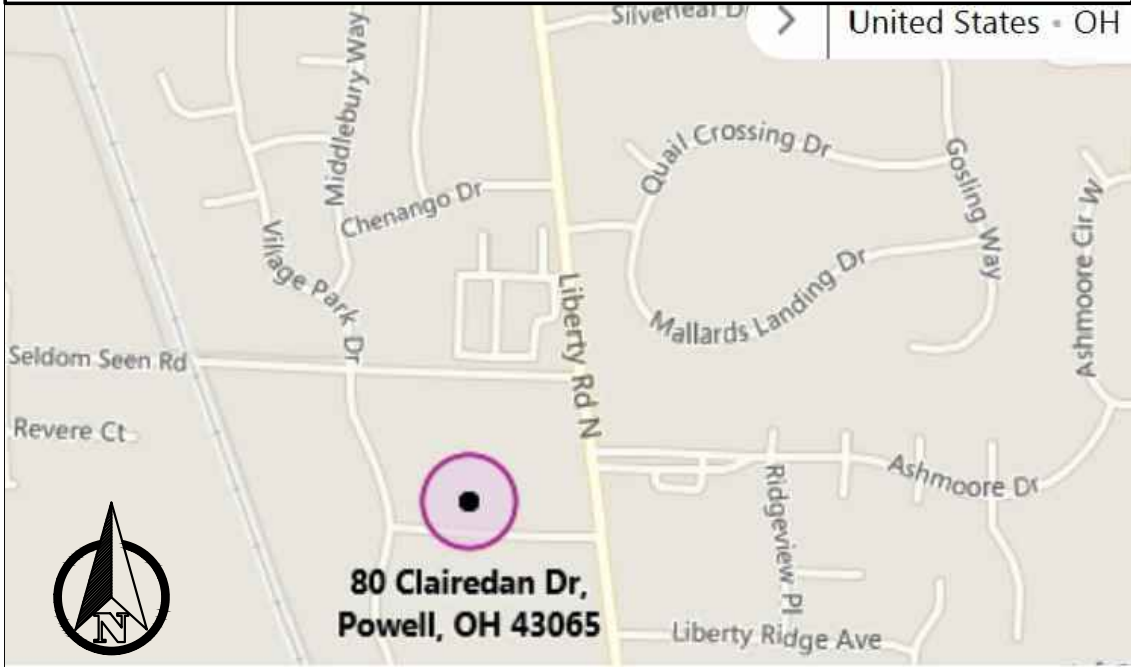 Silverleaf D
United States • OH
Middlebury Way
Quail Crossing Dr
Gosling Way
Chenango Dr
Village Park Dr
Ashmoore Cir W
Liberty Rd N
Mallards Landing Dr
Seldom Seen Rd
Revere Ct
Ashmoore Dr
Ridgeview Pl
80 Clairedan Dr,
Powell, OH 43065
N
Liberty Ridge Ave